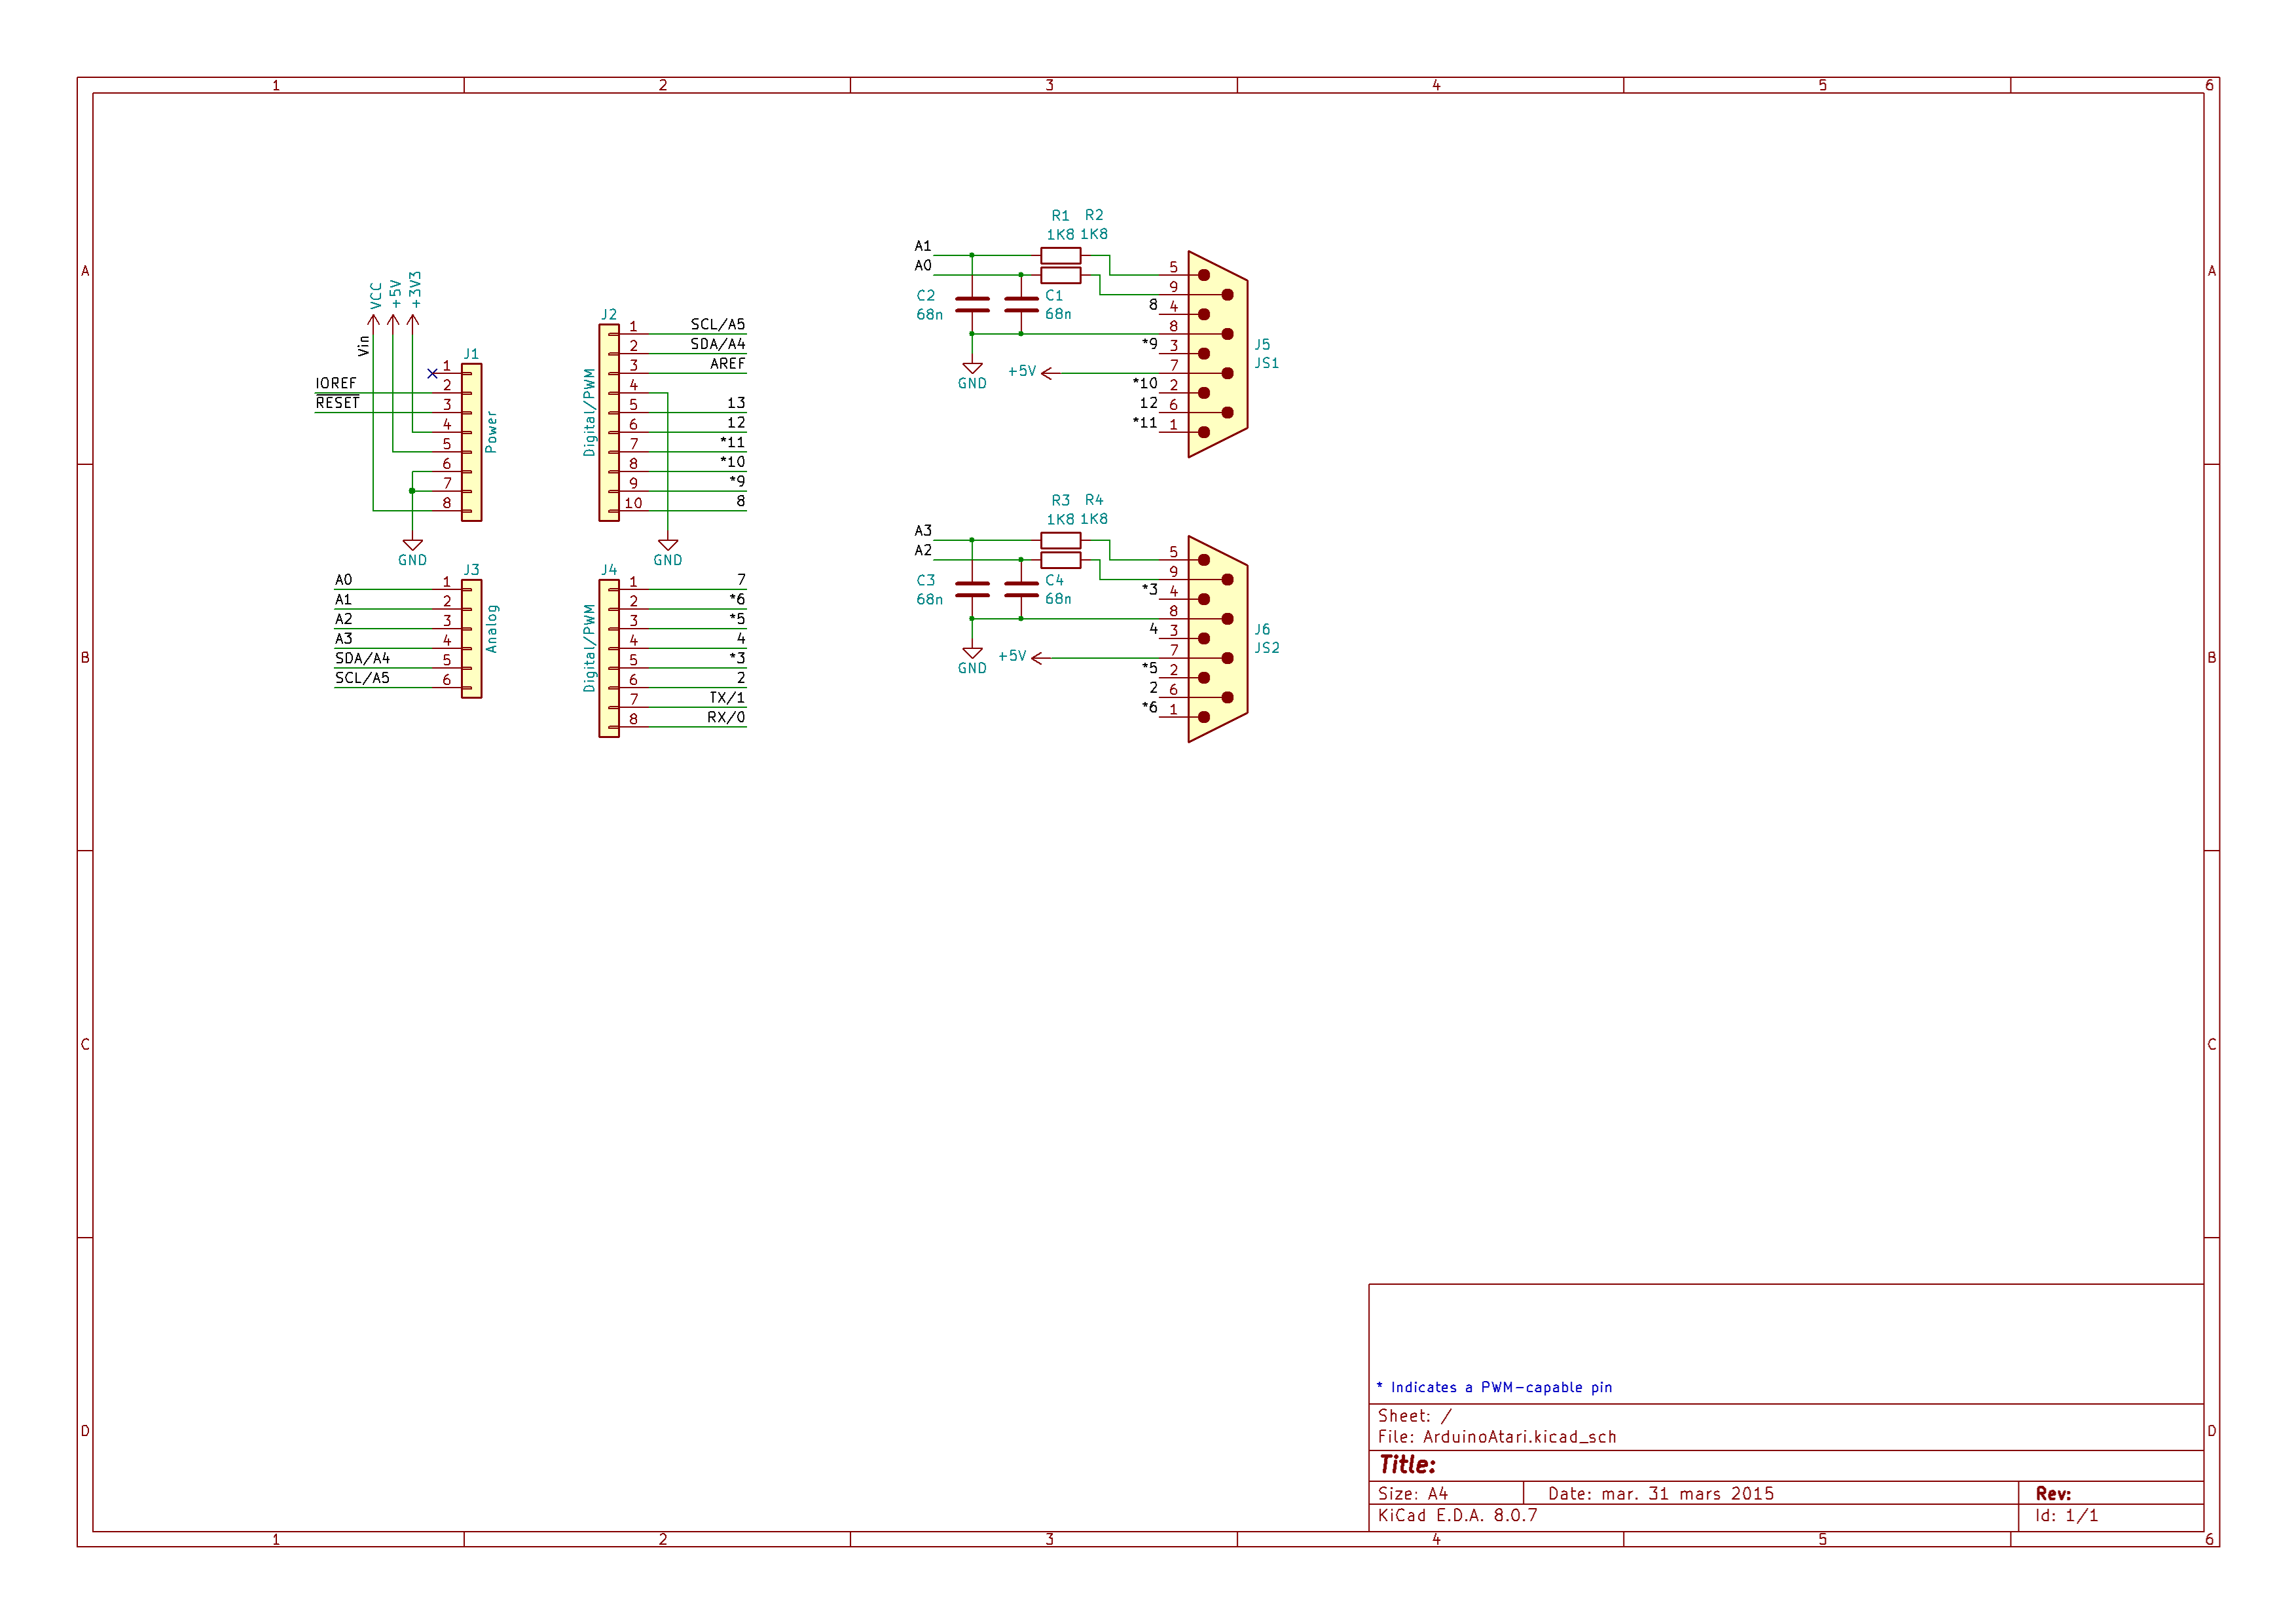 1 2 3 4 5 6
A A
B B
C C
D D
VCC
+5V
+3V3
Vin
J1
1
IOREF 2
RESET 3
4
5
6
7
8
Power
GND
J2
1 SCL/A5
2 SDA/A4
3 AREF
4
5 13
6 12
7 *11
8 *10
9 *9
10 8
Digital/PWM
GND
J3
A0 1
A1 2
A2 3
A3 4
SDA/A4 5
SCL/A5 6
Analog
J4
1 7
2 *6
3 *5
4 4
5 *3
6 2
7 TX/1
8 RX/0
Digital/PWM
R1 R2
1K8 1K8
A1
A0
C2 C1
68n 68n
GND
+5V
5
9
8 4
8
*9 3
7
*10 2
12 6
*11 1
J5
JS1
R3 R4
1K8 1K8
A3
A2
C3 C4
68n 68n
GND
+5V
5
9
*3 4
8
4 3
7
*5 2
2 6
*6 1
J6
JS2
* Indicates a PWM-capable pin
Sheet: /
File: ArduinoAtari.kicad_sch
Title:
Size: A4 Date: mar. 31 mars 2015 Rev:
KiCad E.D.A. 8.0.7 Id: 1/1
1 2 3 4 5 6